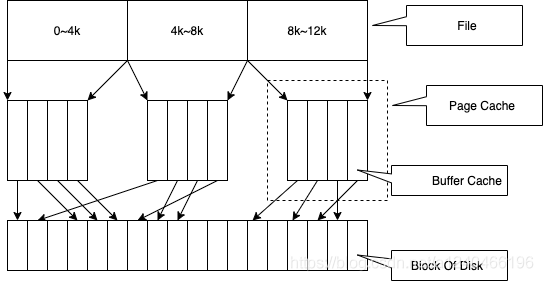 0~4k
4k~8k
8k~12k
File
Page Cache
Buffer Cache
Block Of Disk